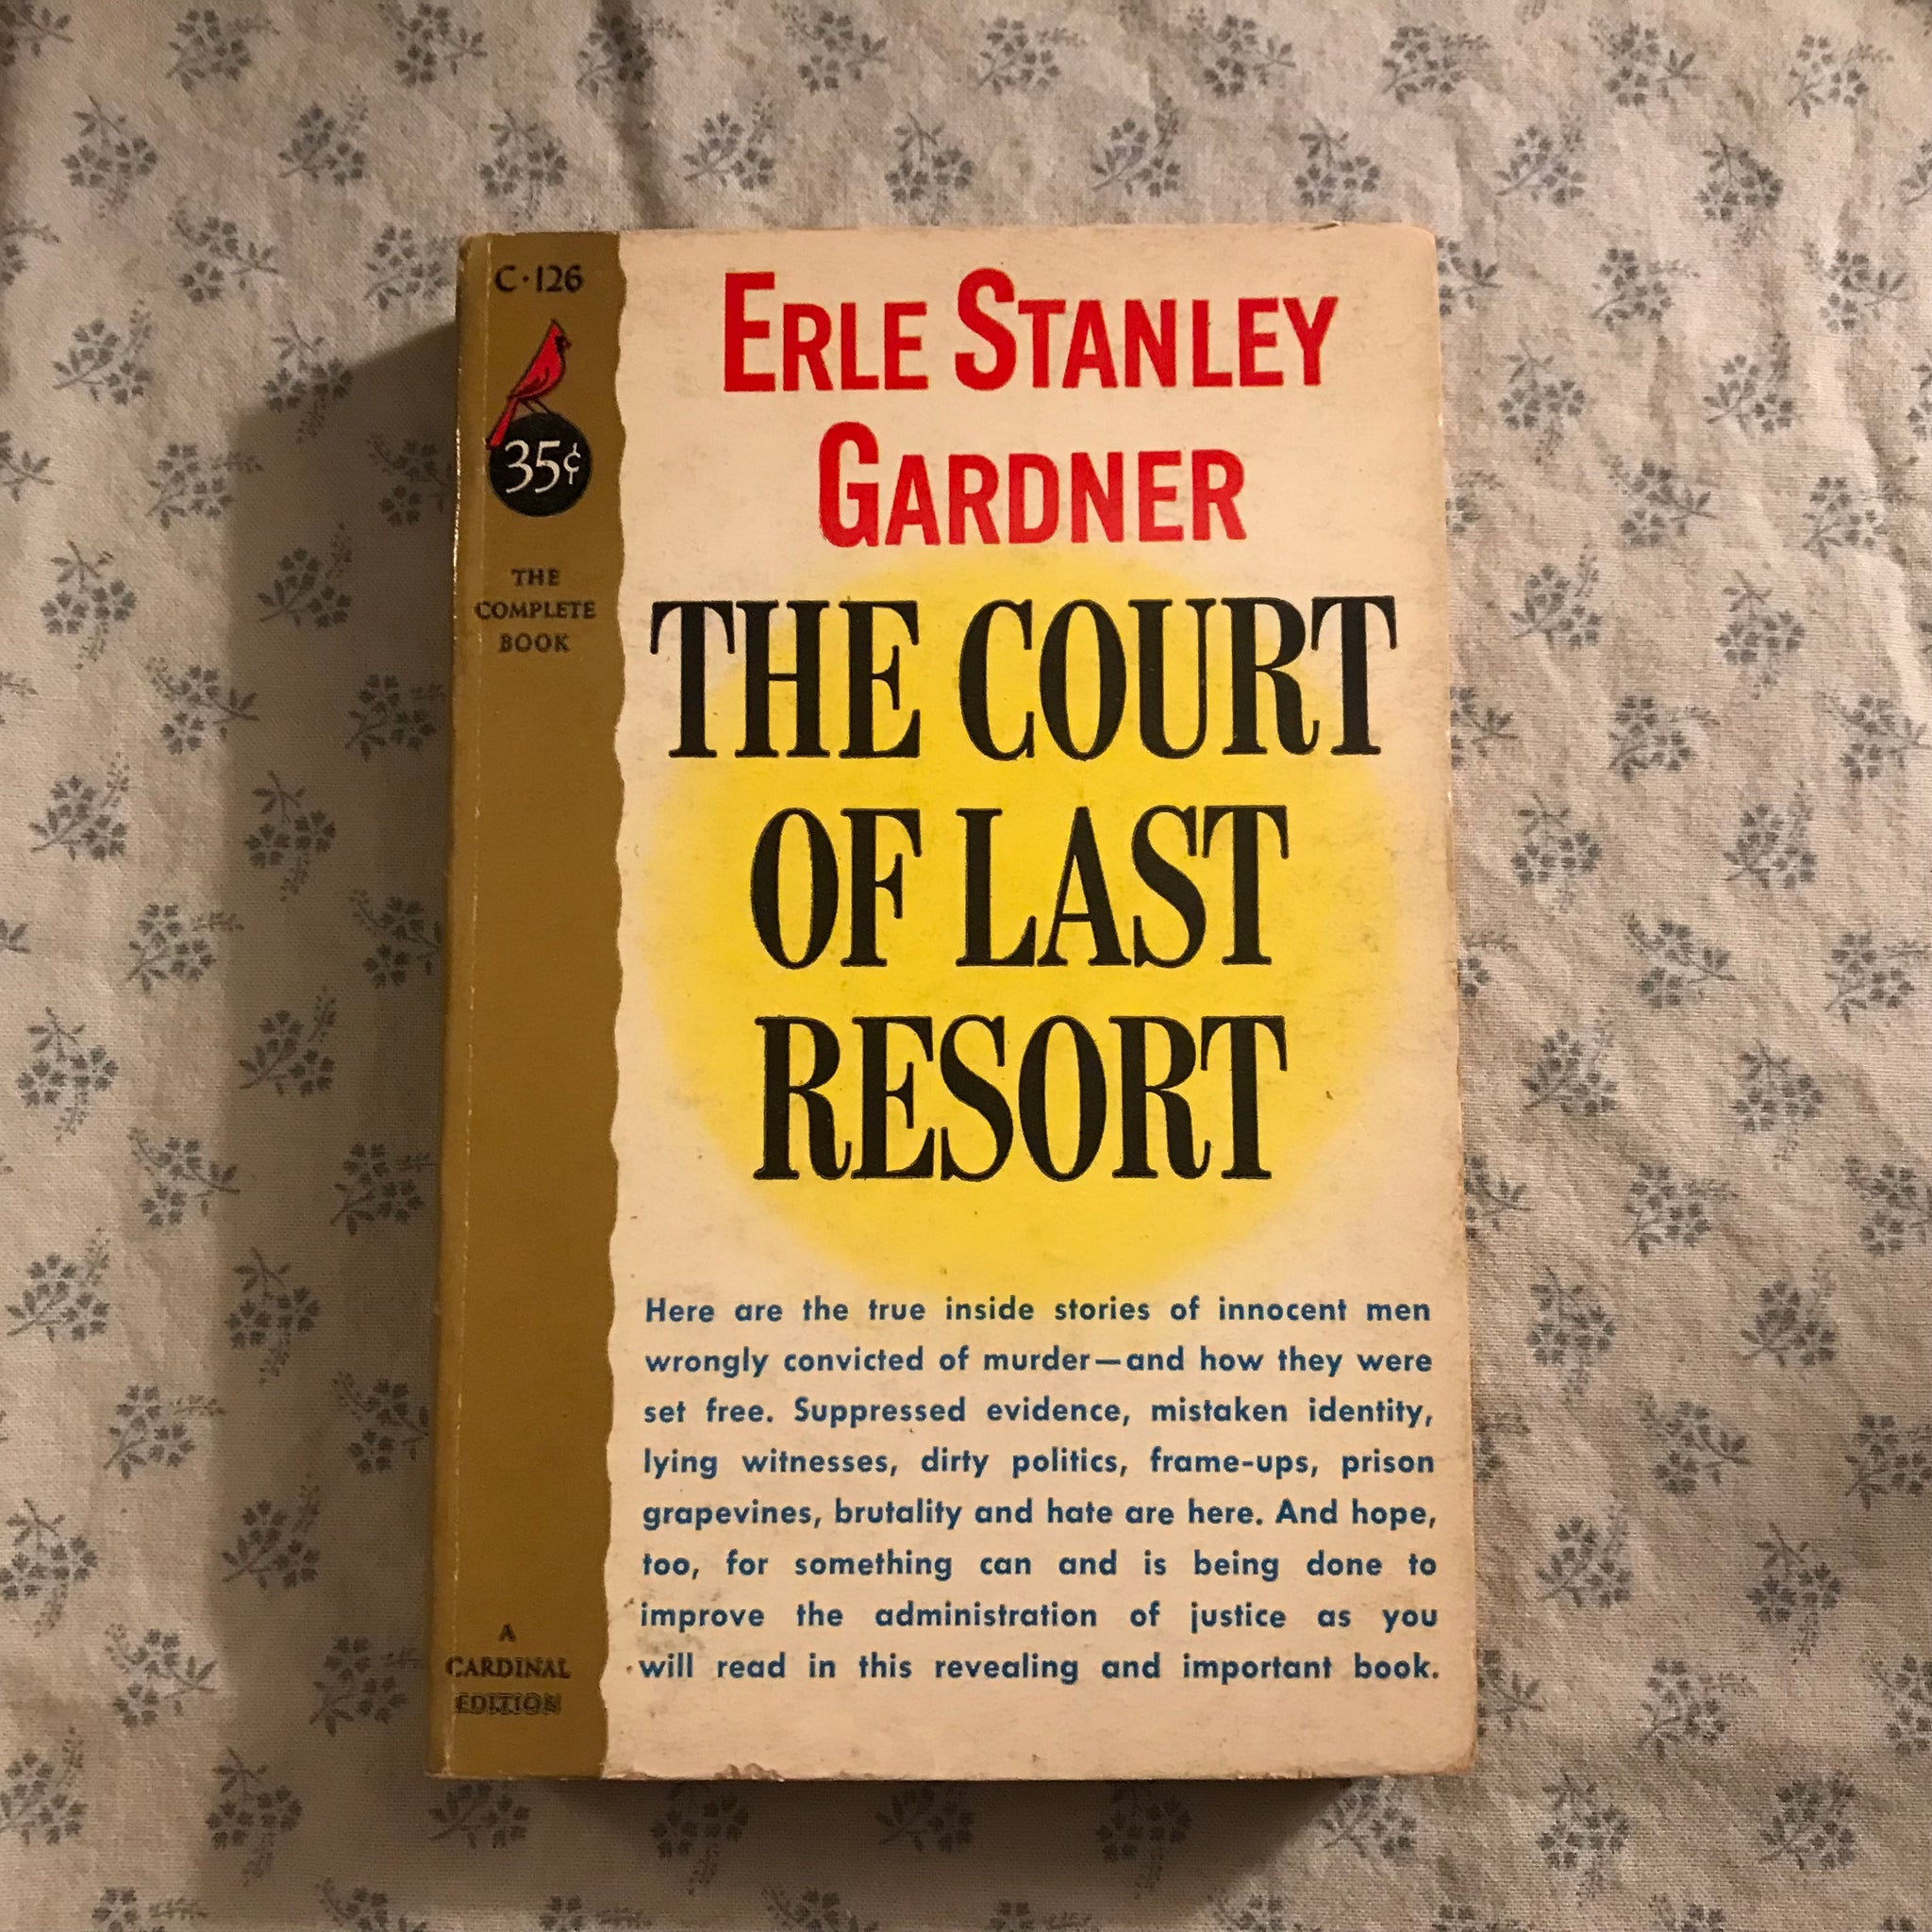 C·126
35¢
THE
COMPLETE
BOOK
A
CARDINAL
EDITION
ERLE STANLEY
GARDNER
THE COURT
OF LAST
RESORT
Here are the true inside stories of innocent men
wrongly convicted of murder—and how they were
set free. Suppressed evidence, mistaken identity,
lying witnesses, dirty politics, frame-ups, prison
grapevines, brutality and hate are here. And hope,
too, for something can and is being done to
improve the administration of justice as you
will read in this revealing and important book.